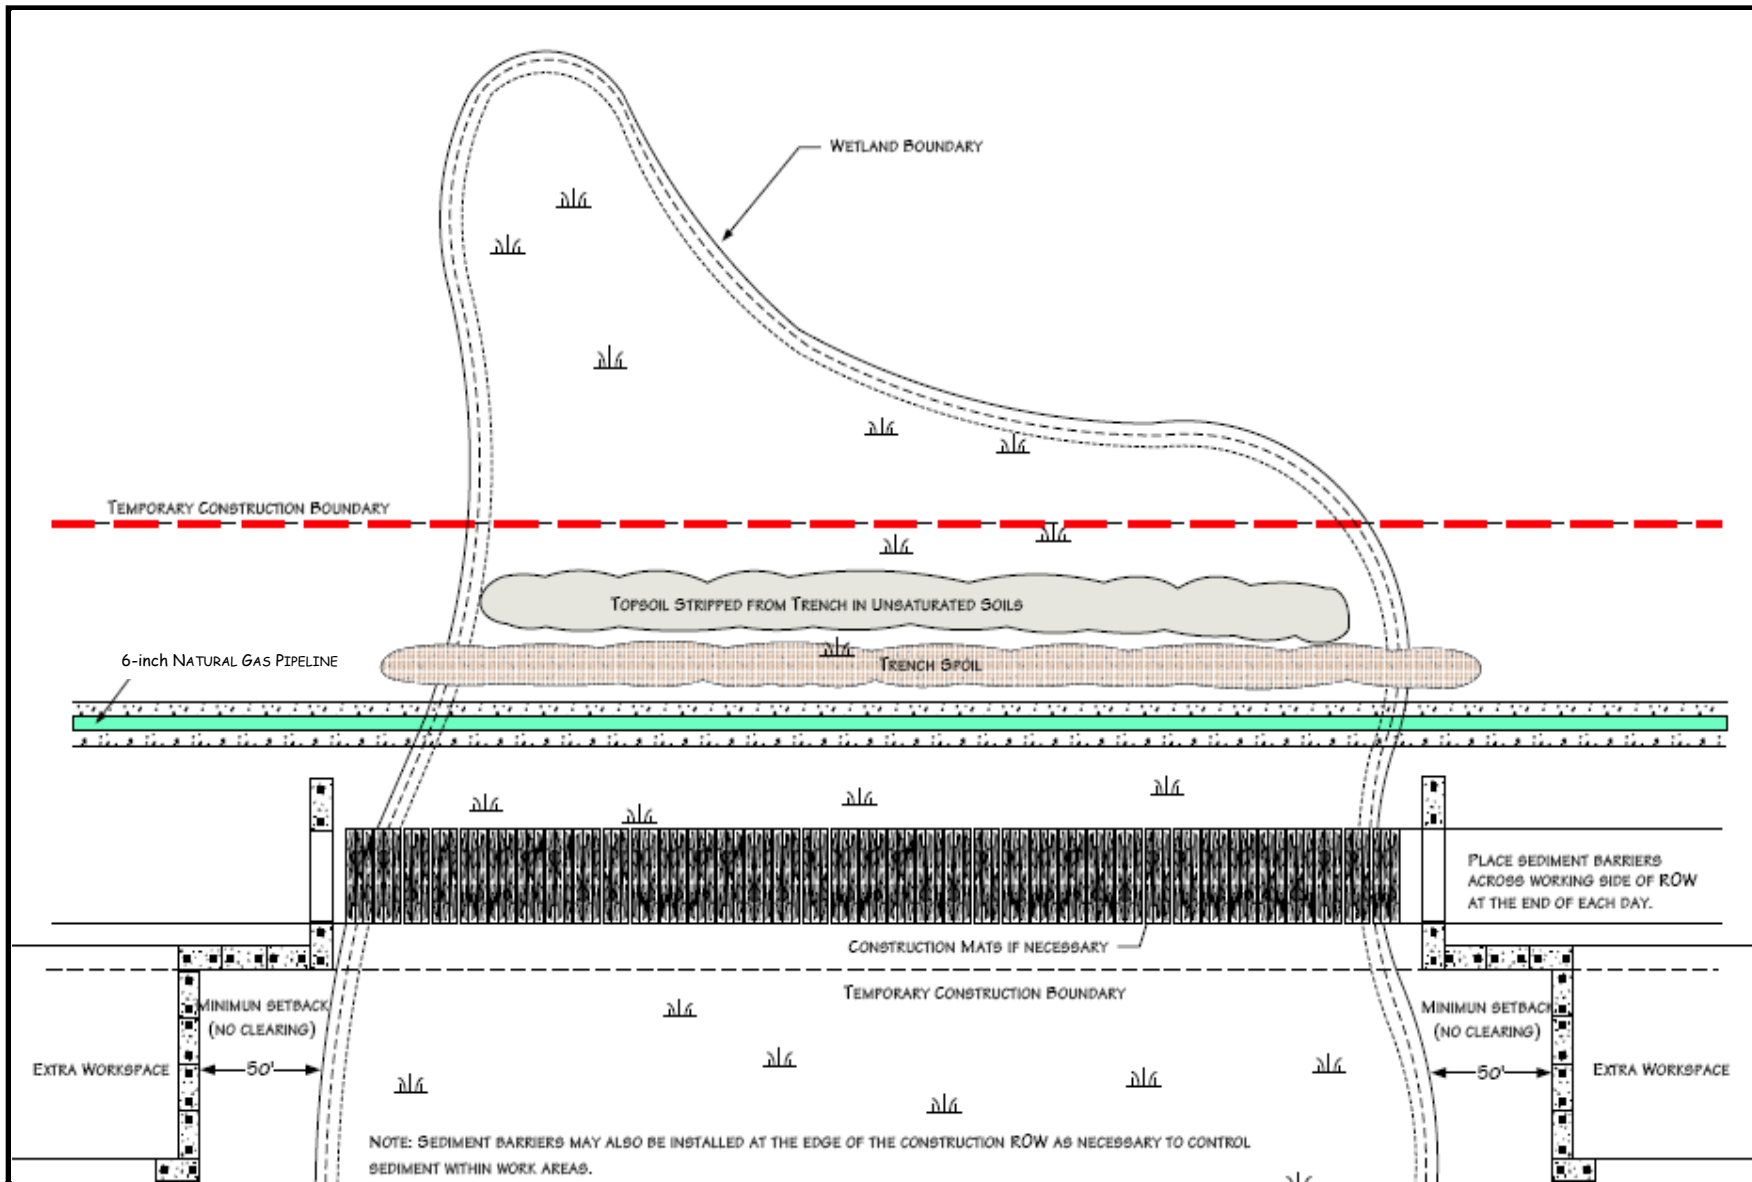 WETLAND BOUNDARY
TEMPORARY CONSTRUCTION BOUNDARY
TOPSOIL STRIPPED FROM TRENCH IN UNSATURATED SOILS
6-inch NATURAL GAS PIPELINE
TRENCH SPOIL
PLACE SEDIMENT BARRIERS
ACROSS WORKING SIDE OF ROW
AT THE END OF EACH DAY.
CONSTRUCTION MATS IF NECESSARY
TEMPORARY CONSTRUCTION BOUNDARY
MINIMUN SETBACK
(NO CLEARING)
EXTRA WORKSPACE
50'
MINIMUN SETBACK
(NO CLEARING)
50'
EXTRA WORKSPACE
NOTE: SEDIMENT BARRIERS MAY ALSO BE INSTALLED AT THE EDGE OF THE CONSTRUCTION ROW AS NECESSARY TO CONTROL
SEDIMENT WITHIN WORK AREAS.